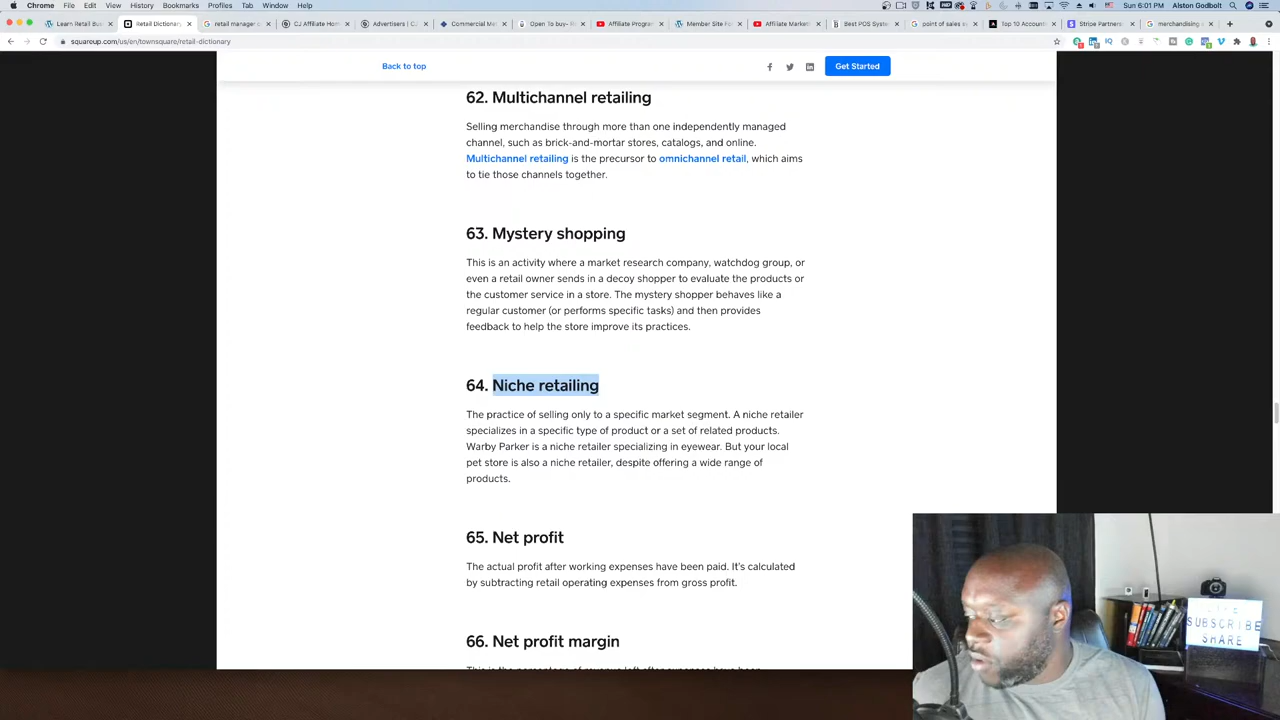 Chrome File Edit View History Bookmarks Profiles Tab Window Help
Sun 6:01 PM Alston Godbolt
Learn Retail Bus
Retail Dictionary
retail manager
CJ Affiliate Hom
Advertisers | CJ
Commercial Met
Open To buy- R
Affiliate Program
Member Site Fo
Affiliate Market
Best POS Syste
point of sales s
Top 10 Account
Stripe Partners
merchandising
squareup.com/us/en/townsquare/retail-dictionary
Back to top
Get Started
62. Multichannel retailing
Selling merchandise through more than one independently managed
channel, such as brick-and-mortar stores, catalogs, and online.
Multichannel retailing is the precursor to omnichannel retail, which aims
to tie those channels together.
63. Mystery shopping
This is an activity where a market research company, watchdog group, or
even a retail owner sends in a decoy shopper to evaluate the products or
the customer service in a store. The mystery shopper behaves like a
regular customer (or performs specific tasks) and then provides
feedback to help the store improve its practices.
64. Niche retailing
The practice of selling only to a specific market segment. A niche retailer
specializes in a specific type of product or a set of related products.
Warby Parker is a niche retailer specializing in eyewear. But your local
pet store is also a niche retailer, despite offering a wide range of
products.
65. Net profit
The actual profit after working expenses have been paid. It's calculated
by subtracting retail operating expenses from gross profit.
66. Net profit margin
SUBSCRIBE
SHARE